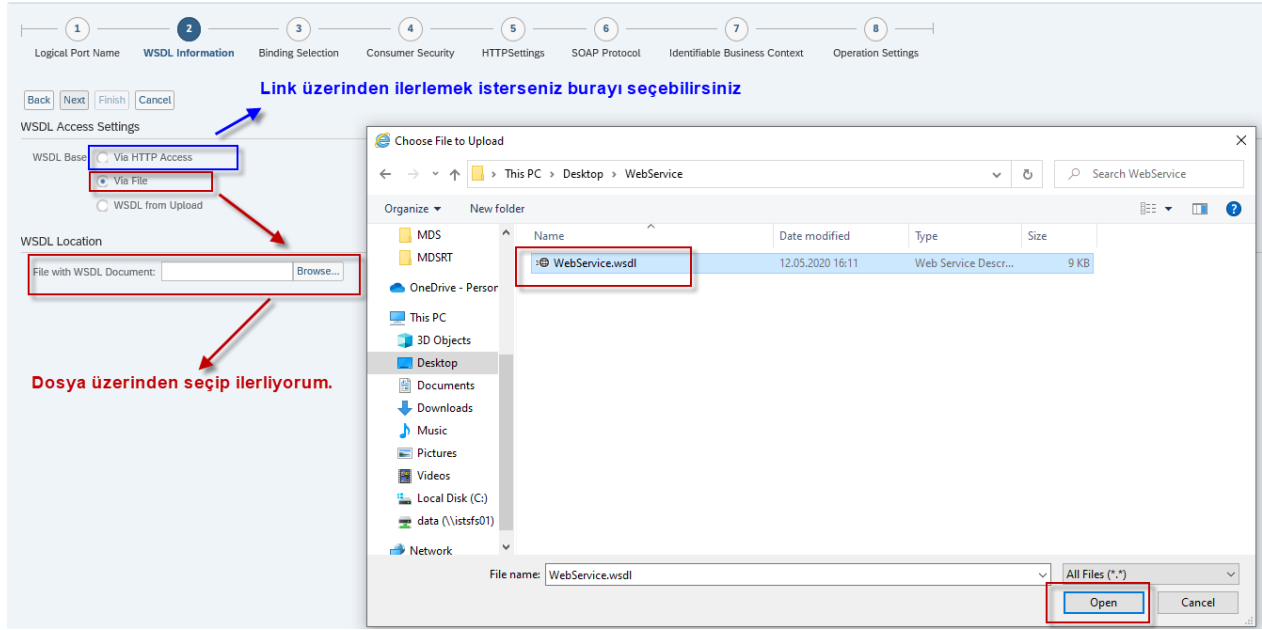 1 2 3 4 5 6 7 8
Logical Port Name WSDL Information Binding Selection Consumer Security HTTPSettings SOAP Protocol Identifiable Business Context Operation Settings
Link üzerinden ilerlemek isterseniz burayı seçebilirsiniz
Back Next Finish Cancel
WSDL Access Settings
WSDL Base Via HTTP Access
Via File
WSDL from Upload
WSDL Location
File with WSDL Document: Browse...
Dosya üzerinden seçip ilerliyorum.
Choose File to Upload
This PC > Desktop > WebService
Search WebService
Organize New folder
Name Date modified Type Size
WebService.wsdl 12.05.2020 16:11 Web Service Descr... 9 KB
MDS
MDSRT
OneDrive - Person
This PC
3D Objects
Desktop
Documents
Downloads
Music
Pictures
Videos
Local Disk (C:)
data (\\istsfs01)
Network
File name: WebService.wsdl All Files (*.*)
Open Cancel